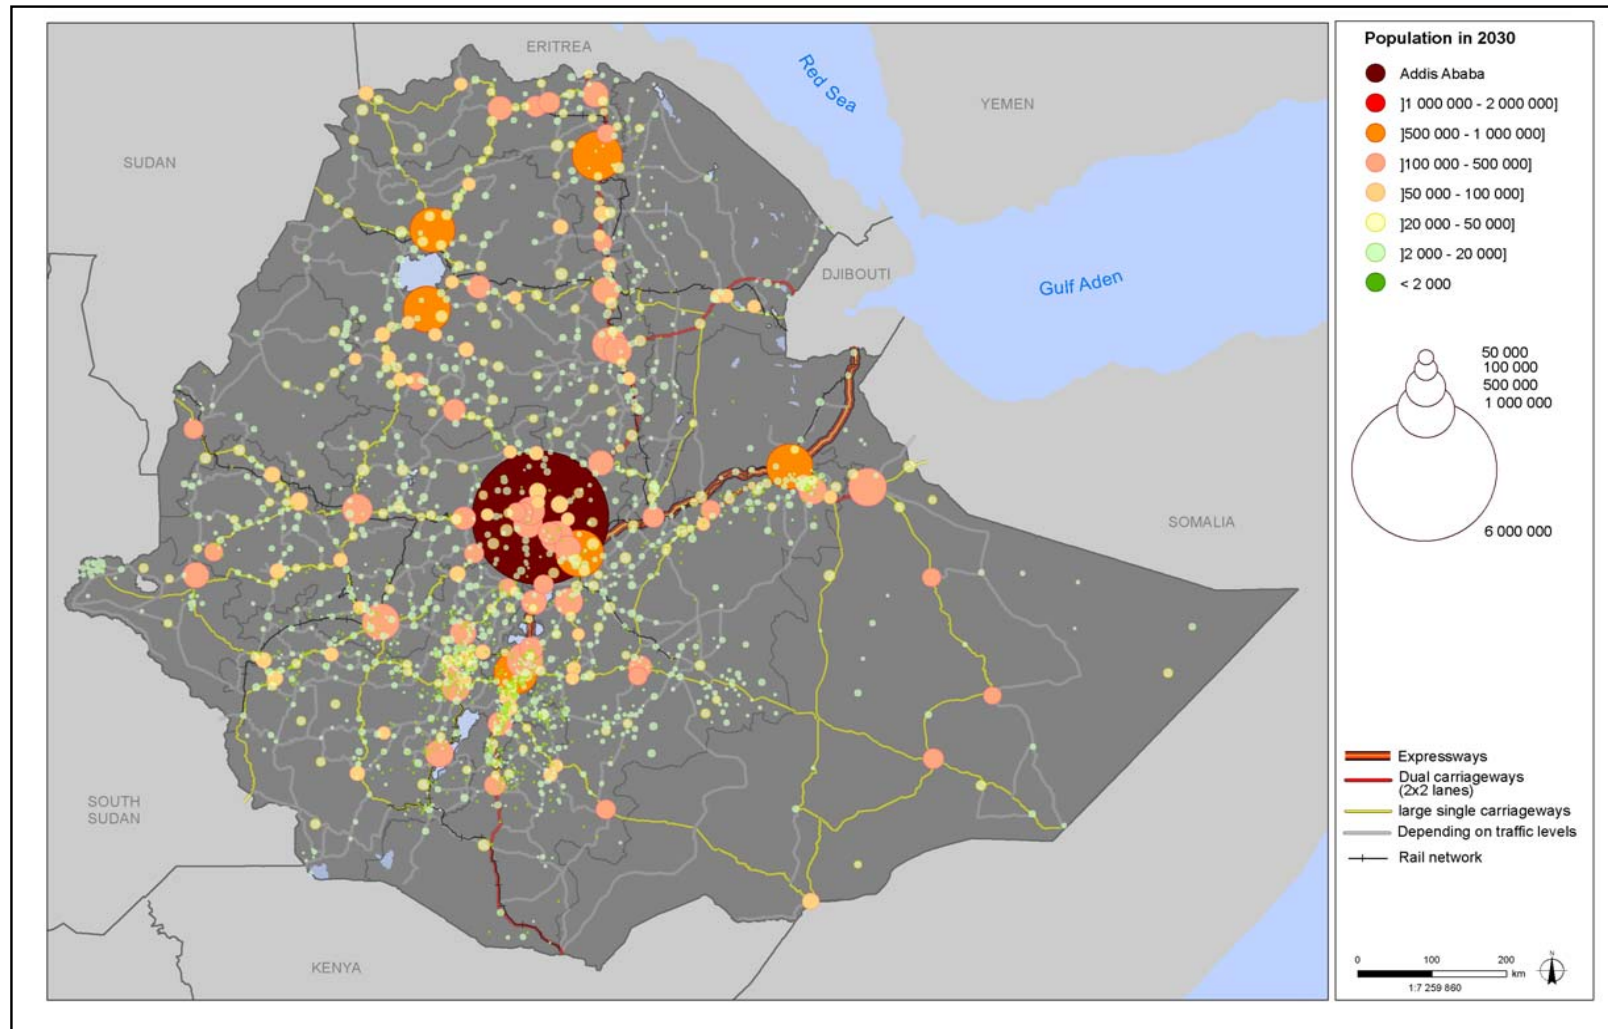 ERITREA
Red Sea
YEMEN
SUDAN
DJIBOUTI
Gulf Aden
SOMALIA
SOUTH
SUDAN
KENYA
Population in 2030
Addis Ababa
]1 000 000 - 2 000 000]
]500 000 - 1 000 000]
]100 000 - 500 000]
]50 000 - 100 000]
]20 000 - 50 000]
]2 000 - 20 000]
< 2 000
50 000
100 000
500 000
1 000 000
6 000 000
Expressways
Dual carriageways
(2x2 lanes)
large single carriageways
Depending on traffic levels
Rail network
0 100 200
km
N
1:7 259 860